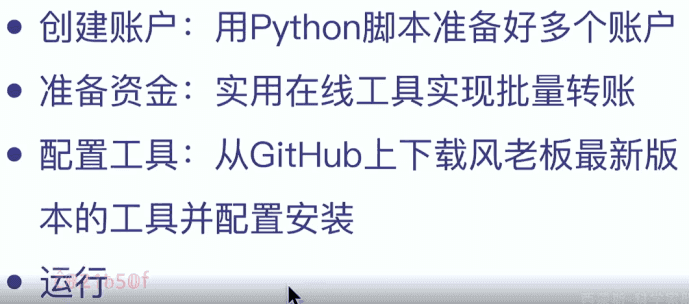 • 创建账户：用Python脚本准备好多个账户
• 准备资金：实用在线工具实现批量转账
• 配置工具：从GitHub上下载风老板最新版
本的工具并配置安装
• 运行